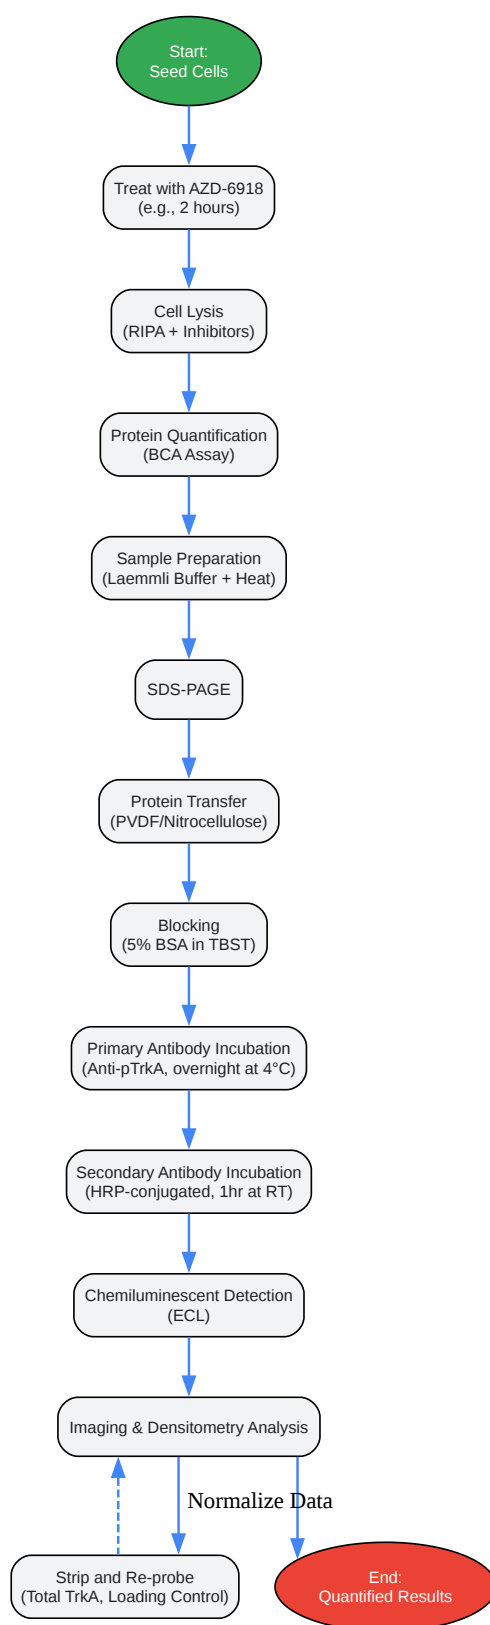 Start:
Seed Cells
Treat with AZD-6918
(e.g., 2 hours)
Cell Lysis
(RIPA + Inhibitors)
Protein Quantification
(BCA Assay)
Sample Preparation
(Laemmli Buffer + Heat)
SDS-PAGE
Protein Transfer
(PVDF/Nitrocellulose)
Blocking
(5% BSA in TBST)
Primary Antibody Incubation
(Anti-pTrkA, overnight at 4°C)
Secondary Antibody Incubation
(HRP-conjugated, 1hr at RT)
Chemiluminescent Detection
(ECL)
Imaging & Densitometry Analysis
Normalize Data
Strip and Re-probe
(Total TrkA, Loading Control)
End:
Quantified Results